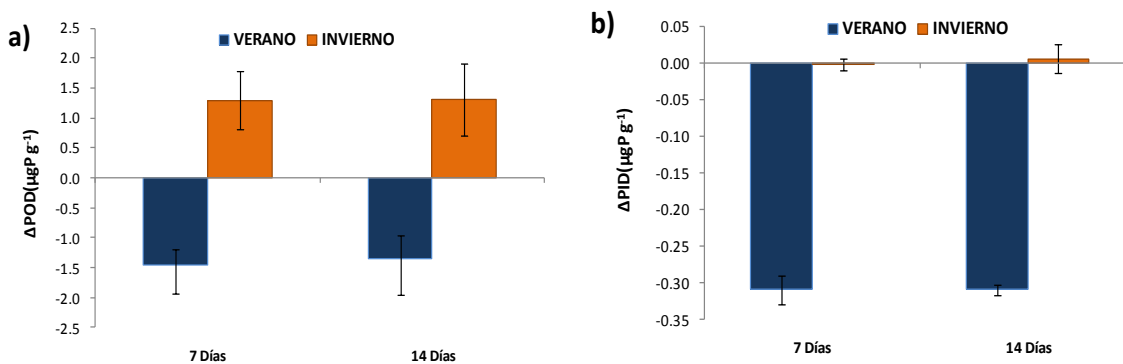 a)
VERANO INVIERNO
ΔPOD(µgP g⁻¹)
2.5
2.0
1.5
1.0
0.5
0.0
-0.5
-1.0
-1.5
-2.0
-2.5
7 Días 14 Días
b)
VERANO INVIERNO
ΔPID(µgP g⁻¹)
0.05
0.00
-0.05
-0.10
-0.15
-0.20
-0.25
-0.30
-0.35
7 Días 14 Días